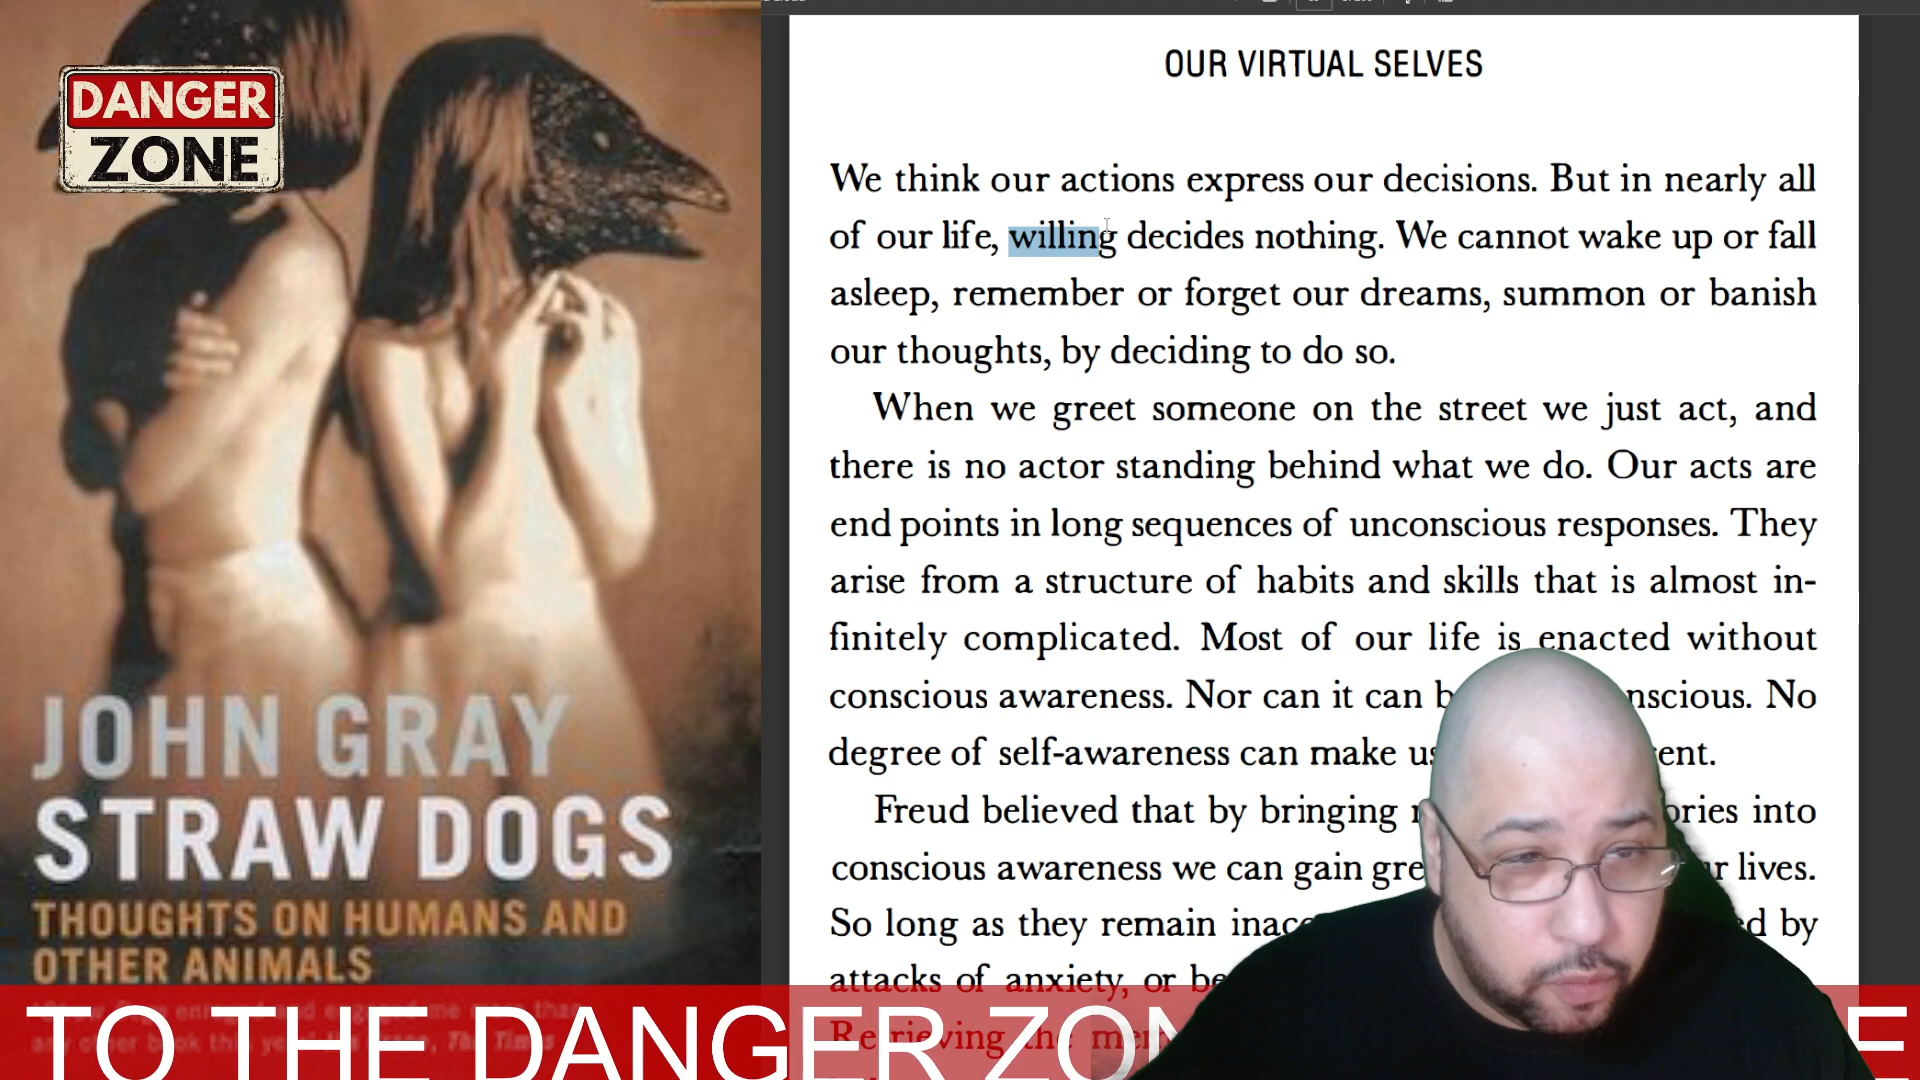 DANGER
ZONE
JOHN GRAY
STRAW DOGS
THOUGHTS ON HUMANS AND
OTHER ANIMALS
OUR VIRTUAL SELVES
We think our actions express our decisions. But in nearly all
of our life, willing decides nothing. We cannot wake up or fall
asleep, remember or forget our dreams, summon or banish
our thoughts, by deciding to do so.
When we greet someone on the street we just act, and
there is no actor standing behind what we do. Our acts are
end points in long sequences of unconscious responses. They
arise from a structure of habits and skills that is almost in-
finitely complicated. Most of our life is enacted without
conscious awareness. Nor can it can No
degree of self-awareness can make
Freud believed that by bringing into
conscious awareness we can gain lives.
So long as they remain by
attacks of anxiety, or
Retrieving the
TO THE DANGER ZON E